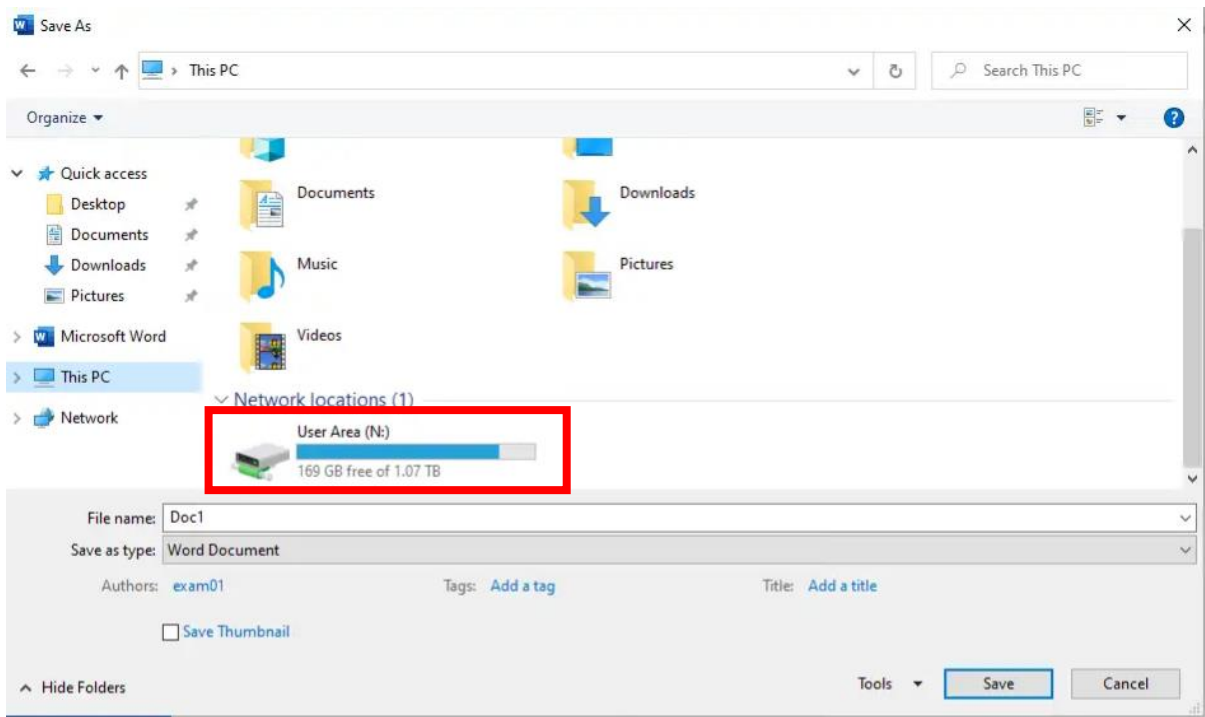 Save As
This PC
Search This PC
Organize
Quick access
Desktop
Documents
Downloads
Pictures
Microsoft Word
This PC
Network
Documents
Downloads
Music
Pictures
Videos
Network locations (1)
User Area (N:)
169 GB free of 1.07 TB
File name: Doc1
Save as type: Word Document
Authors: exam01 Tags: Add a tag Title: Add a title
Save Thumbnail
Hide Folders Tools Save Cancel